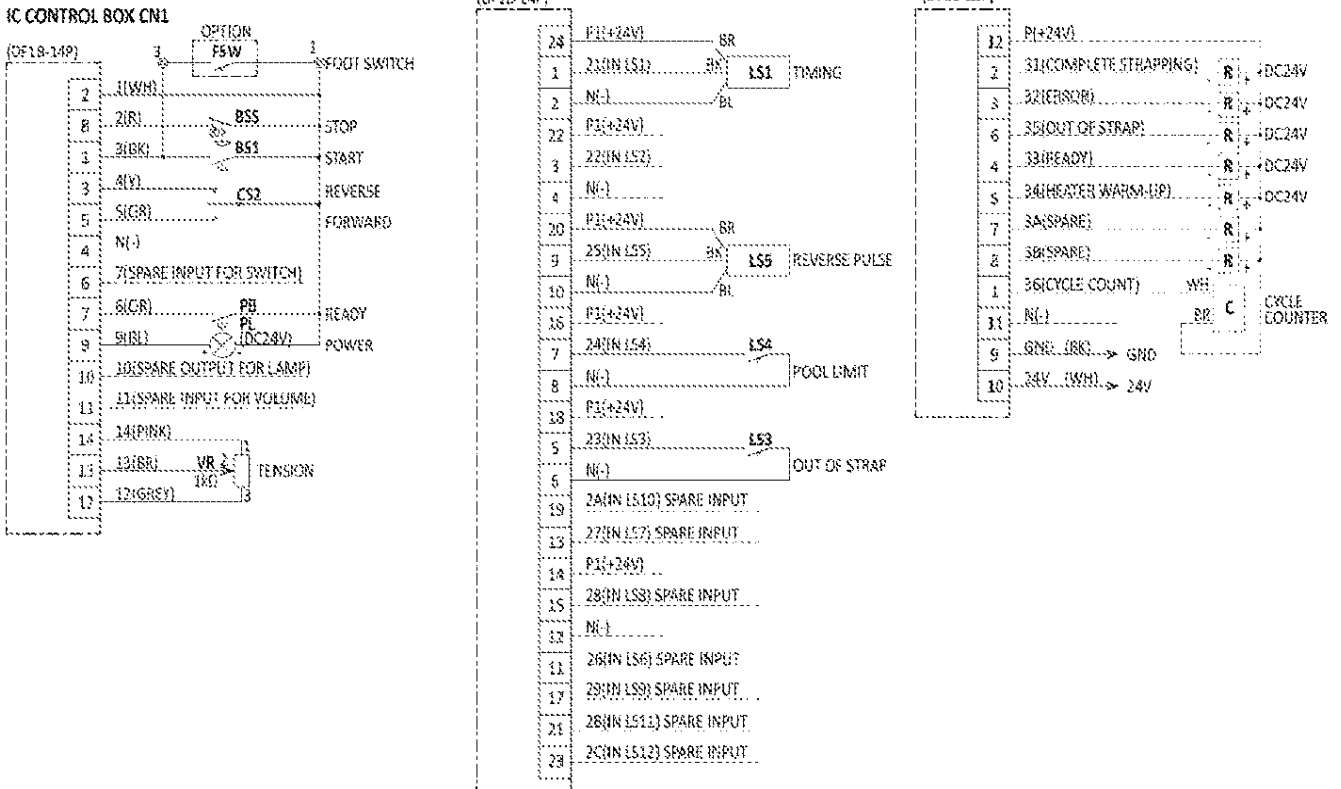 IC CONTROL BOX CN1
OPTION
(DF18-14P)
3
FSW
1
FOOT SWITCH
2
1(WH)
8
2(R)
BSS
STOP
1
3(BK)
BS1
START
3
4(Y)
CS2
REVERSE
5
5(GR)
FORWARD
4
N(-)
6
7(SPARE INPUT FOR SWITCH)
7
6(GR)
PB
READY
PL
9
9(BL)
(DC24V)
POWER
10
10(SPARE OUTPUT FOR LAMP)
11
11(SPARE INPUT FOR VOLUME)
14
14(PINK)
1
13
13(BR)
VR
2
1KΩ
TENSION
12
12(GREY)
3
24
P1(+24V)
BR
1
21(IN LS1)
BK
LS1
TIMING
2
N(-)
BL
22
P1(+24V)
3
22(IN LS2)
4
N(-)
20
P1(+24V)
BR
9
25(IN LS5)
BK
LS5
REVERSE PULSE
10
N(-)
BL
16
P1(+24V)
7
24(IN LS4)
LS4
8
N(-)
POOL LIMIT
18
P1(+24V)
5
23(IN LS3)
LS3
6
N(-)
OUT OF STRAP
19
2A(IN LS10) SPARE INPUT
13
27(IN LS7) SPARE INPUT
14
P1(+24V)
15
28(IN LS8) SPARE INPUT
12
N(-)
11
26(IN LS6) SPARE INPUT
17
29(IN LS9) SPARE INPUT
21
2B(IN LS11) SPARE INPUT
23
2C(IN LS12) SPARE INPUT
12
P(+24V)
2
31(COMPLETE STRAPPING)
R
+
DC24V
3
32(ERROR)
R
+
DC24V
6
35(OUT OF STRAP)
R
+
DC24V
4
33(READY)
R
+
DC24V
5
34(HEATER WARM-UP)
R
+
DC24V
7
3A(SPARE)
R
+
8
3B(SPARE)
R
+
1
36(CYCLE COUNT)
WH
C
CYCLE
COUNTER
11
N(-)
BR
9
GND (BK)
GND
10
24V (WH)
24V